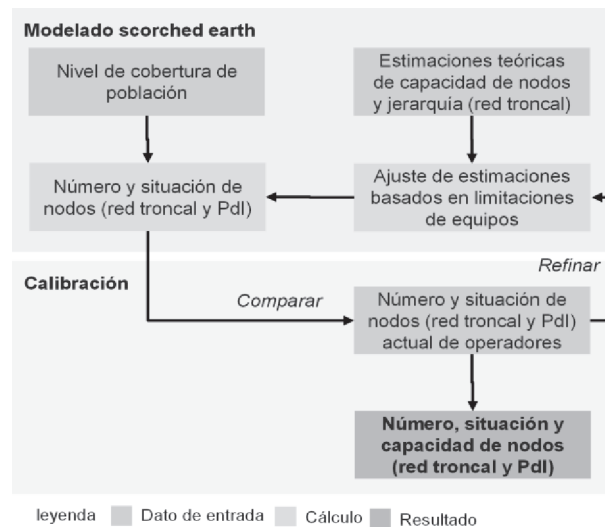 Modelado scorched earth
Nivel de cobertura de
población
Estimaciones teóricas
de capacidad de nodos
y jerarquía (red troncal)
Número y situación de
nodos (red troncal y PdI)
Ajuste de estimaciones
basados en limitaciones
de equipos
Refinar
Calibración
Comparar
Número y situación de
nodos (red troncal y PdI)
actual de operadores
Número, situación y
capacidad de nodos
(red troncal y PdI)
leyenda
Dato de entrada
Cálculo
Resultado